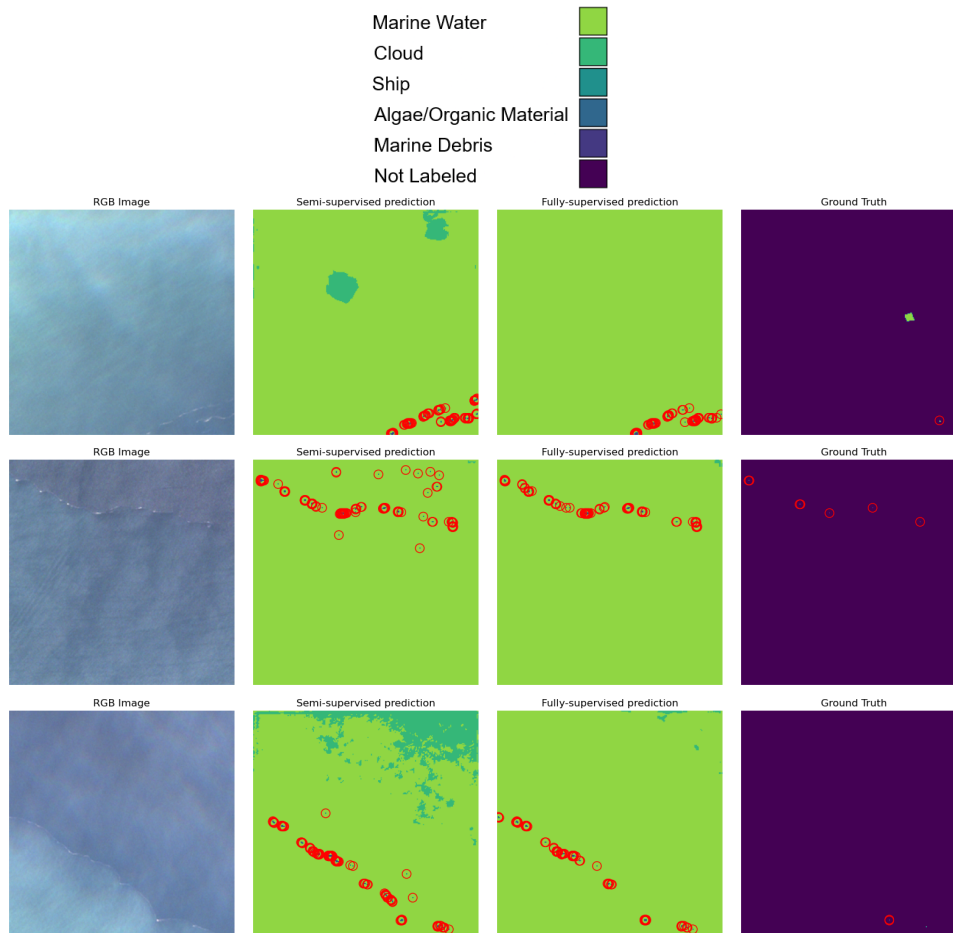 Marine Water
Cloud
Ship
Algae/Organic Material
Marine Debris
Not Labeled
RGB Image Semi-supervised prediction Fully-supervised prediction Ground Truth
RGB Image Semi-supervised prediction Fully-supervised prediction Ground Truth
RGB Image Semi-supervised prediction Fully-supervised prediction Ground Truth